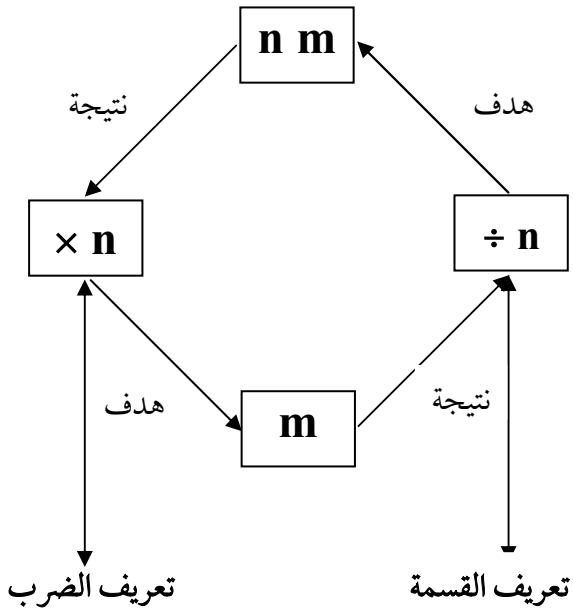 n m
نتيجة
هدف
× n
÷ n
هدف
نتيجة
m
تعريف الضرب
تعريف القسمة